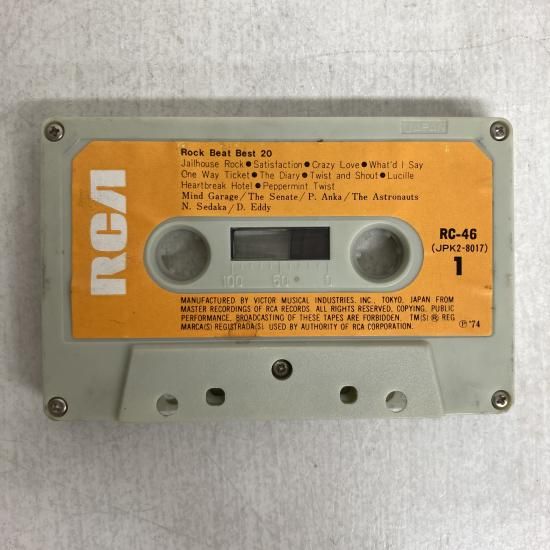 JAPAN
RCA
Rock Beat Best 20
Jailhouse Rock●Satisfaction●Crazy Love●What'd I Say
One Way Ticket●The Diary●Twist and Shout●Lucille
Heartbreak Hotel●Peppermint Twist
Mind Garage/The Senate/P. Anka/The Astronauts
N. Sedaka/D. Eddy
RC-46
(JPK2-8017)
1
100 50 0
MANUFACTURED BY VICTOR MUSICAL INDUSTRIES, INC., TOKYO, JAPAN FROM
MASTER RECORDINGS OF RCA RECORDS. ALL RIGHTS RESERVED, COPYING, PUBLIC
PERFORMANCE, BROADCASTING OF THESE TAPES ARE FORBIDDEN. TM(S) ® REG
MARCA(S) REGISTRADA(S). USED BY AUTHORITY OF RCA CORPORATION.
℗'74